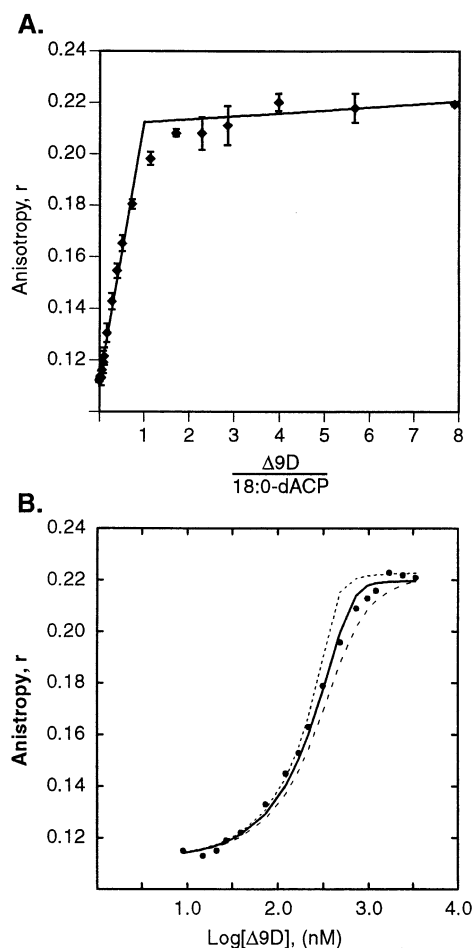 A.
0.24
0.22
0.20
0.18
0.16
0.14
0.12
Anisotropy, r
1 2 3 4 5 6 7 8
Δ9D
18:0-dACP
B.
0.24
0.22
0.20
0.18
0.16
0.14
0.12
Anistropy, r
1.0 2.0 3.0 4.0
Log[Δ9D], (nM)